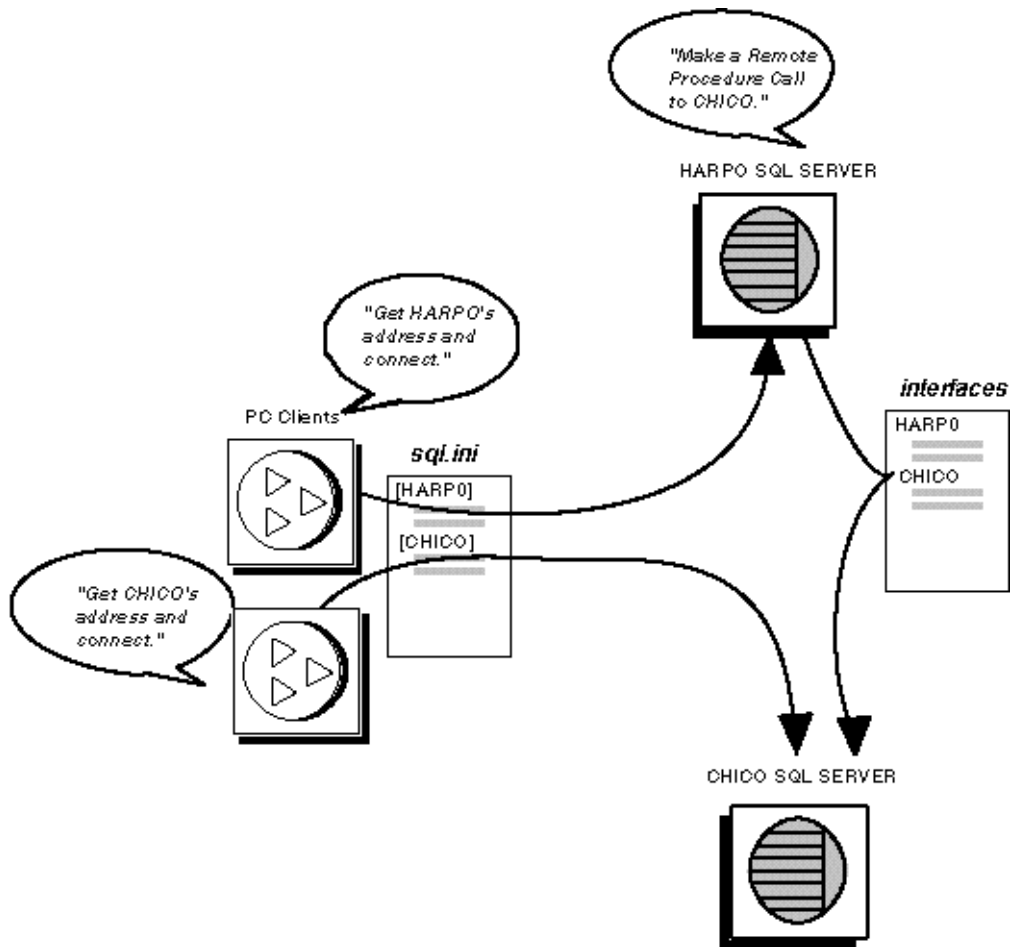 "Make a Remote
Procedure Call
to CHICO."
HARPO SQL SERVER
"Get HARPO's
address and
connect."
PC Clients
sql.ini
[HARP0]
[CHICO]
interfaces
HARP0
CHICO
"Get CHICO's
address and
connect."
CHICO SQL SERVER